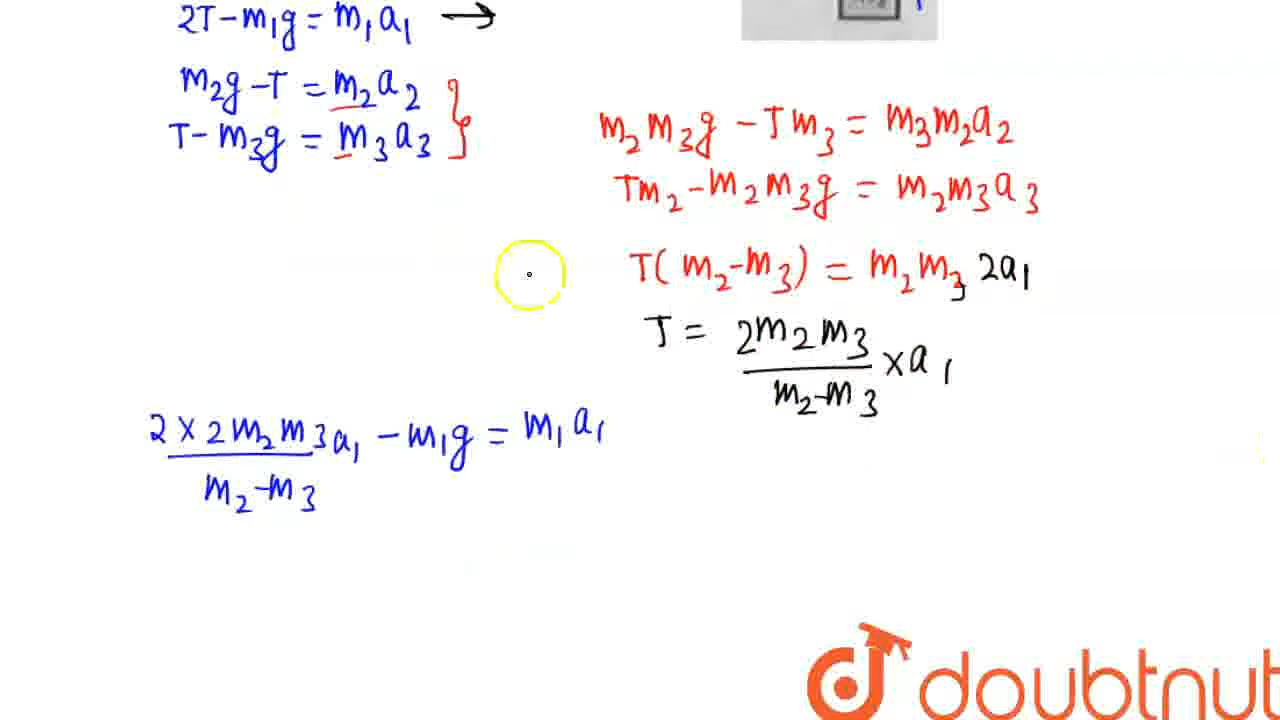 2T-m₁g = m₁a₁ →
m₂g-T = m₂a₂
T-m₃g = m₃a₃
m₂m₃g - Tm₃ = m₃m₂a₂
Tm₂-m₂m₃g = m₂m₃a₃
T(m₂-m₃) = m₂m₃ 2a₁
T = 2m₂m₃/m₂-m₃ × a₁
2×2m₂m₃a₁/m₂-m₃ - m₁g = m₁a₁
doubtnut